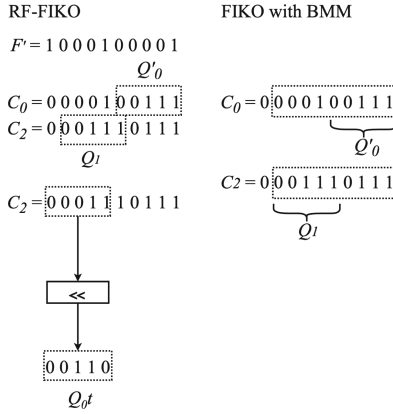 RF-FIKO
F' = 1 0 0 0 1 0 0 0 0 1
Q'₀
C₀ = 0 0 0 0 1 0 0 1 1 1
C₂ = 0 0 0 1 1 1 0 1 1 1
Q₁
C₂ = 0 0 0 1 1 1 0 1 1 1
<<
0 0 1 1 0
Q₀t
FIKO with BMM
C₀ = 0 0 0 0 1 0 0 1 1 1
Q'₀
C2 = 0 0 0 1 1 1 0 1 1 1
Q₁